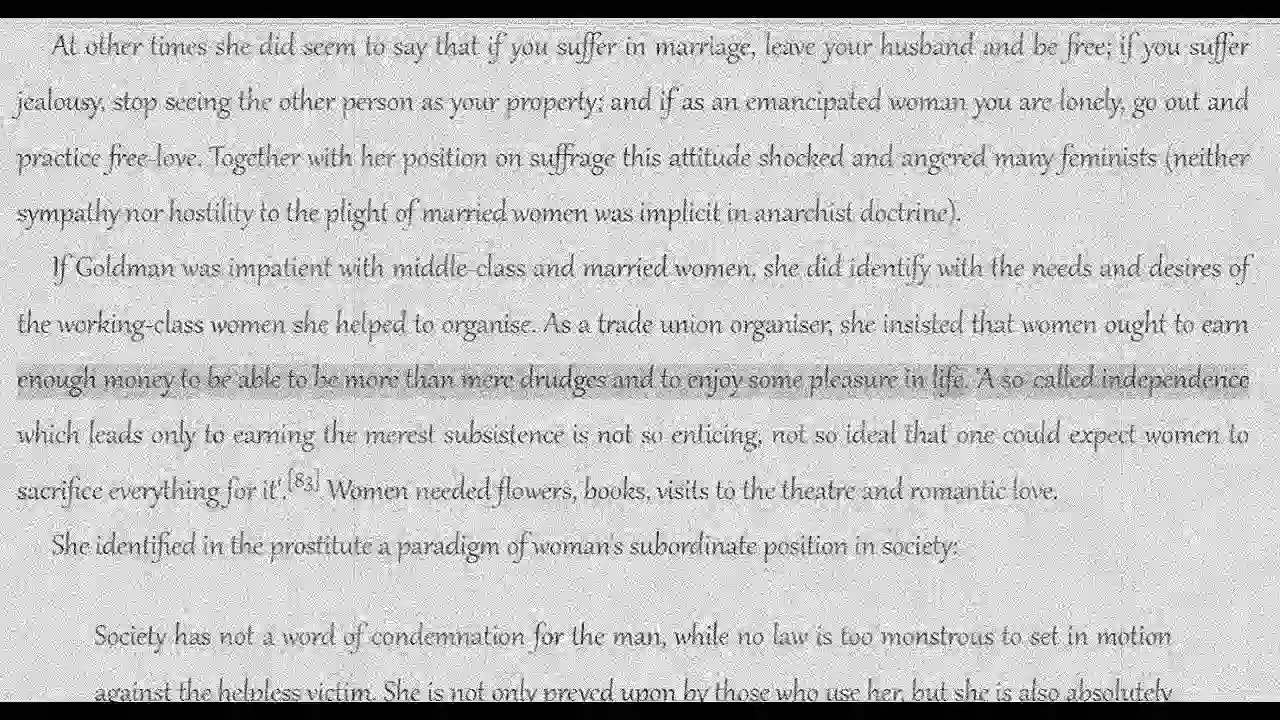 At other times she did seem to say that if you suffer in marriage, leave your husband and be free; if you suffer
jealousy, stop seeing the other person as your property; and if as an emancipated woman you are lonely, go out and
practice free-love. Together with her position on suffrage this attitude shocked and angered many feminists (neither
sympathy nor hostility to the plight of married women was implicit in anarchist doctrine).
If Goldman was impatient with middle-class and married women, she did identify with the needs and desires of
the working-class women she helped to organise. As a trade union organiser, she insisted that women ought to earn
enough money to be able to be more than mere drudges and to enjoy some pleasure in life. 'A so-called independence
which leads only to earning the merest subsistence is not so enticing, not so ideal that one could expect women to
sacrifice everything for it'.[83] Women needed flowers, books, visits to the theatre and romantic love.
She identified in the prostitute a paradigm of woman's subordinate position in society:
Society has not a word of condemnation for the man, while no law is too monstrous to set in motion
against the helpless victim. She is not only preyed upon by those who use her, but she is also absolutely